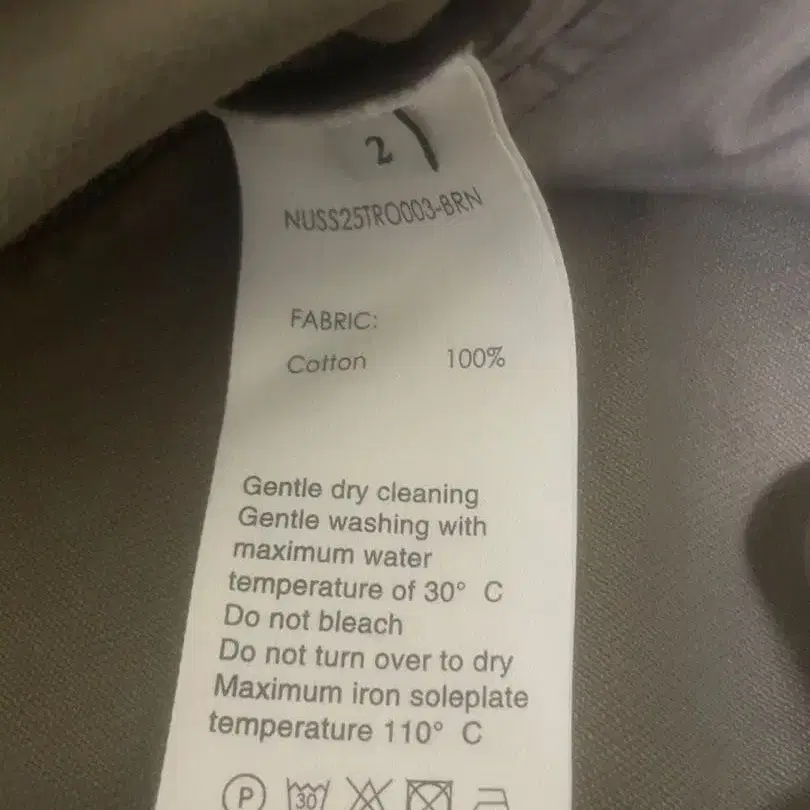 2
NUSS25TRO003-BRN
FABRIC:
Cotton 100%
Gentle dry cleaning
Gentle washing with
maximum water
temperature of 30° C
Do not bleach
Do not turn over to dry
Maximum iron soleplate
temperature 110° C
P 30